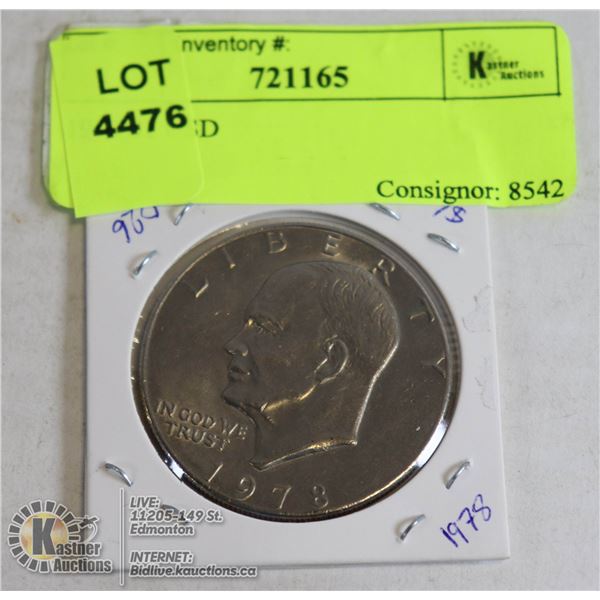 nventory #:
LOT
721165
Kastner
Auctions
4476
SD
Consignor: 8542
LIBERTY
IN GOD WE
TRUST
1978
1978
LIVE:
11205-149 St.
Edmonton
Kastner
Auctions
INTERNET:
Bidlive.kauctions.ca